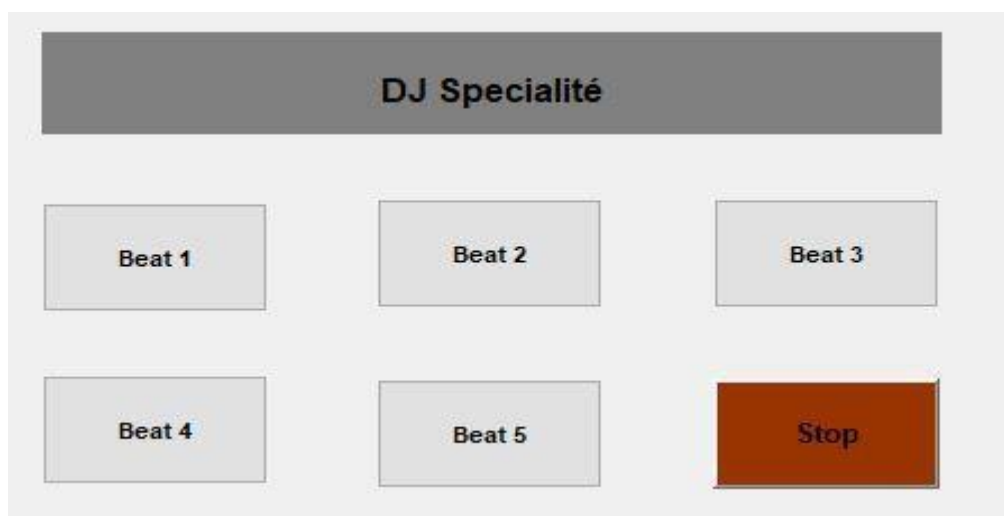 DJ Specialité
Beat 1
Beat 2
Beat 3
Beat 4
Beat 5
Stop